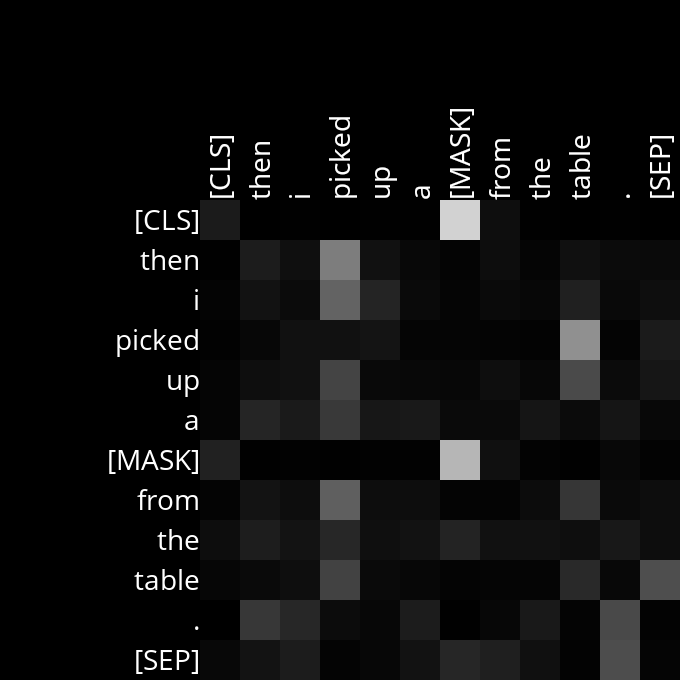 [CLS] then i picked up a [MASK] from the table . [SEP]
[CLS]
then
i
picked
up
a
[MASK]
from
the
table
.
[SEP]